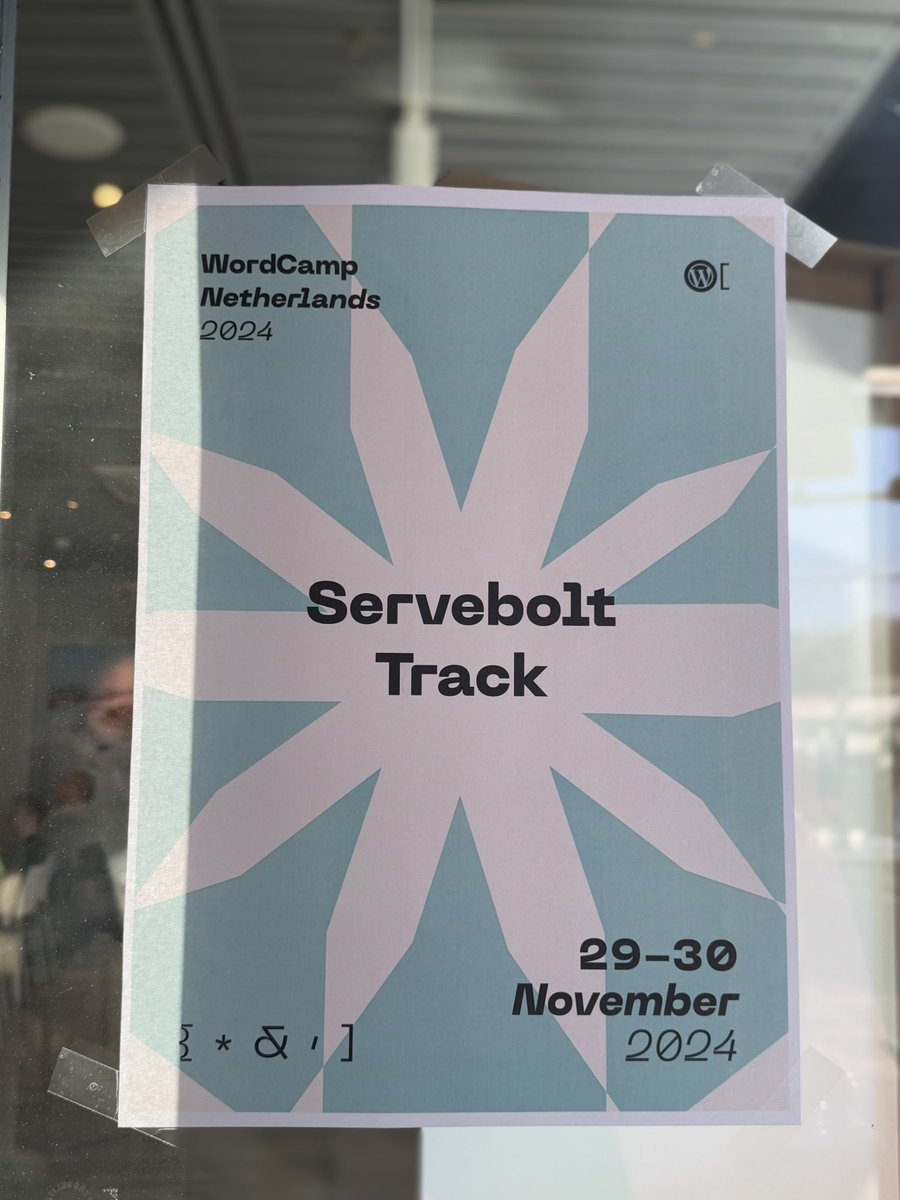 WordCamp
Netherlands
2024
Servebolt
Track
29–30
November
2024
* & ' ]